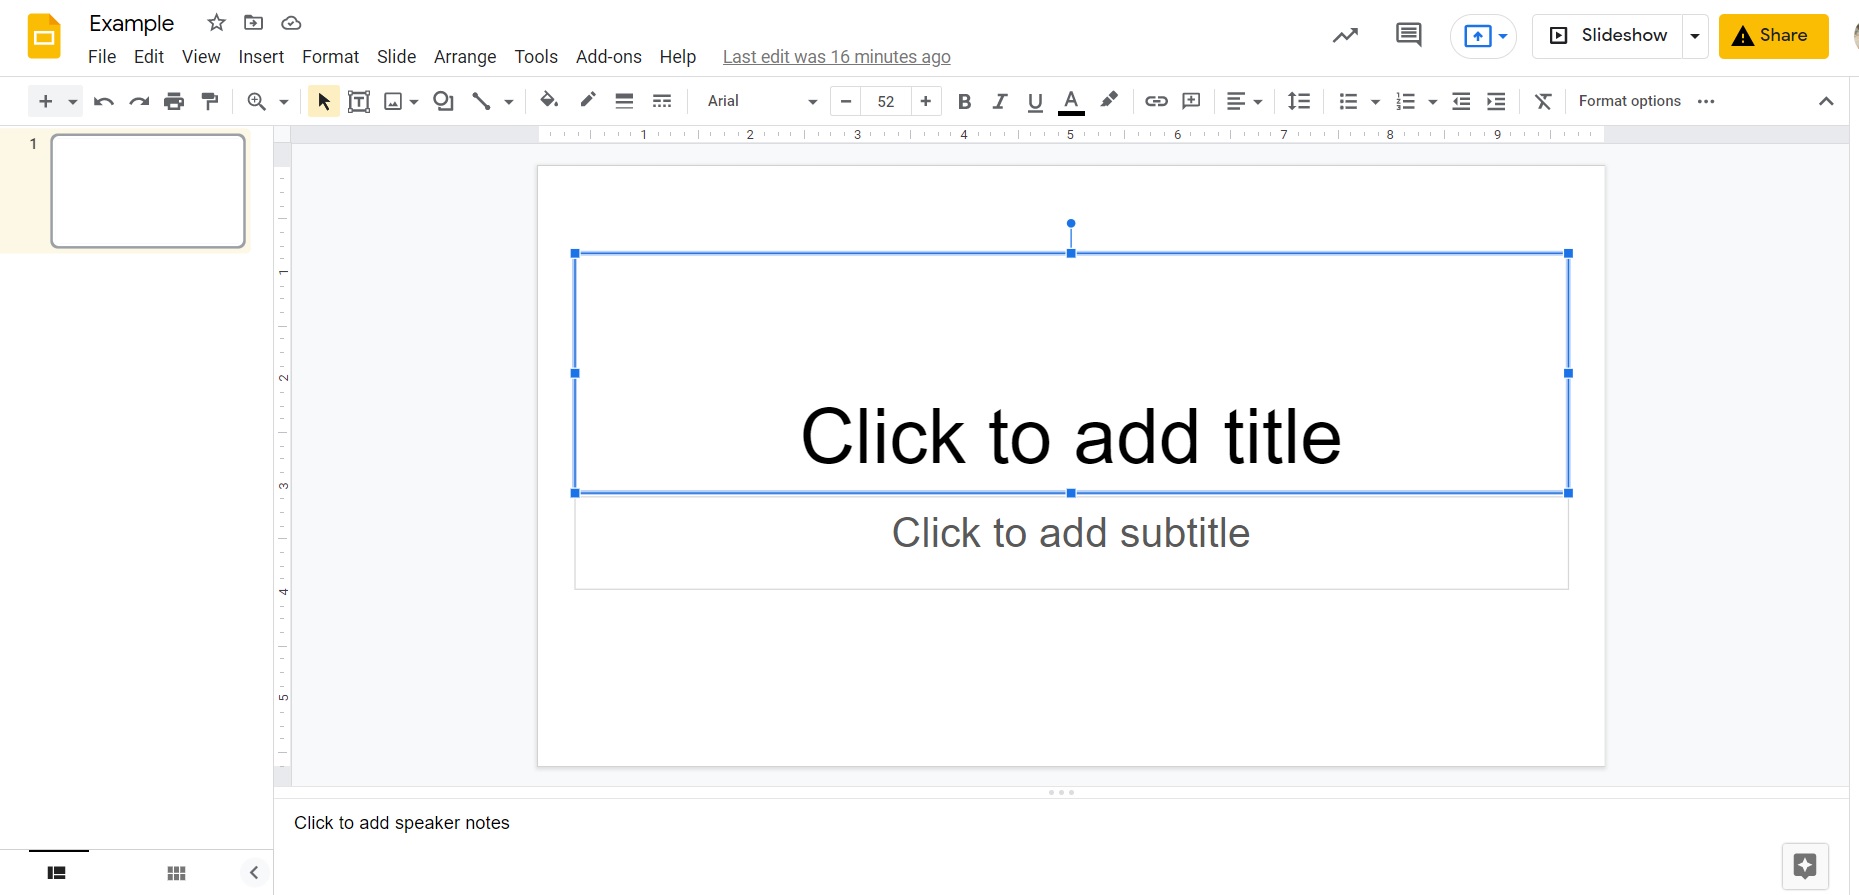 Example
File Edit View Insert Format Slide Arrange Tools Add-ons Help Last edit was 16 minutes ago
Slideshow
Share
Arial
52
Format options
1 2 3 4 5 6 7 8 9
1
1
2
3
4
5
Click to add title
Click to add subtitle
Click to add speaker notes